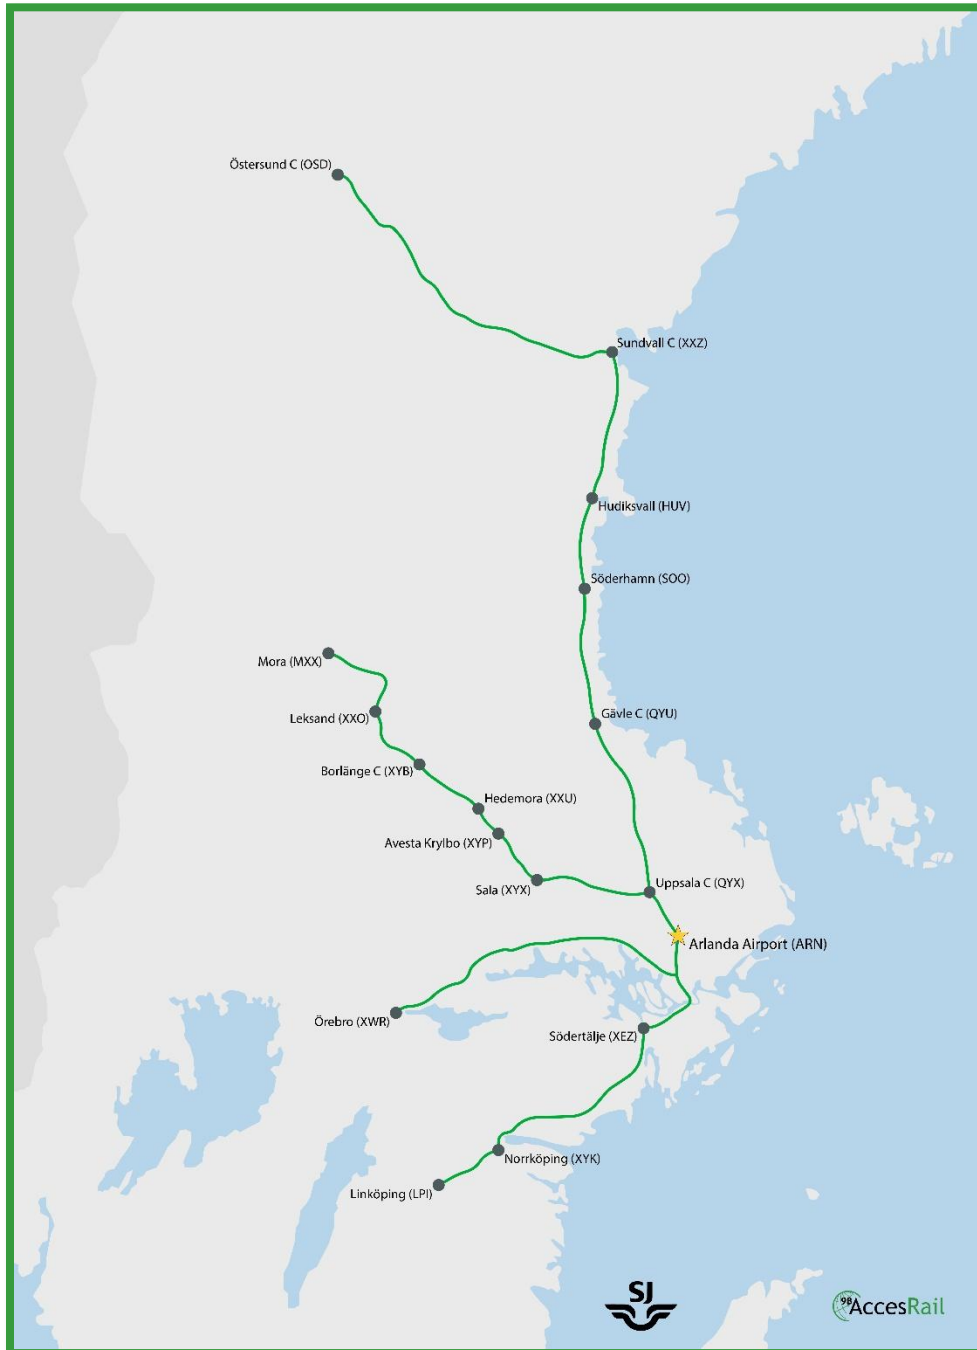 Östersund C (OSD)
Sundvall C (XXZ)
Hudiksvall (HUV)
Söderhamn (SOO)
Mora (MXX)
Leksand (XXO)
Gävle C (QYU)
Borlänge C (XYB)
Hedemora (XXU)
Avesta Krylbo (XYP)
Sala (XYX)
Uppsala C (QYX)
Arlanda Airport (ARN)
Örebro (XWR)
Södertälje (XEZ)
Norrköping (XYK)
Linköping (LPI)
SJ
9B AccesRail